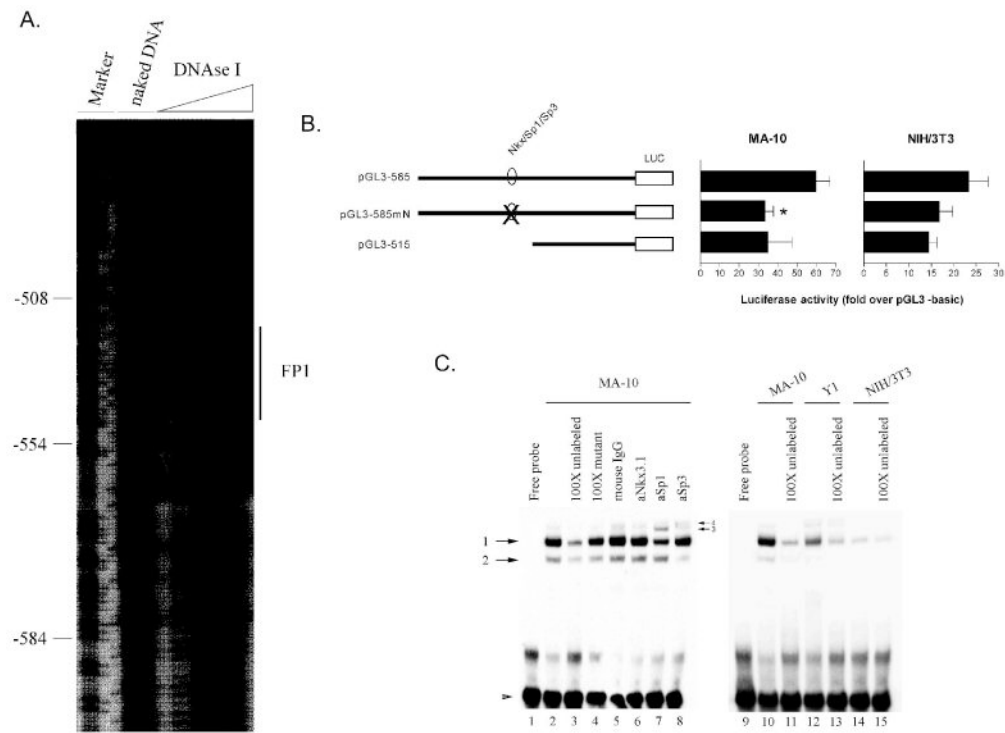 A.
Marker
naked DNA
DNAse I
-508
FP1
-554
-584
B.
Nkx/Sp1/Sp3
LUC
pGL3-585
pGL3-585mN
pGL3-515
X
MA-10
*
0 10 20 30 40 50 60 70
NIH/3T3
0 5 10 15 20 25 30
Luciferase activity (fold over pGL3 -basic)
C.
MA-10
Free probe
100X unlabeled
100X mutant
mouse IgG
aNkx3.1
aSp1
aSp3
4
3
1
2
1 2 3 4 5 6 7 8
MA-10
Y1
NIH/3T3
Free probe
100X unlabeled
100X unlabeled
100X unlabeled
9 10 11 12 13 14 15